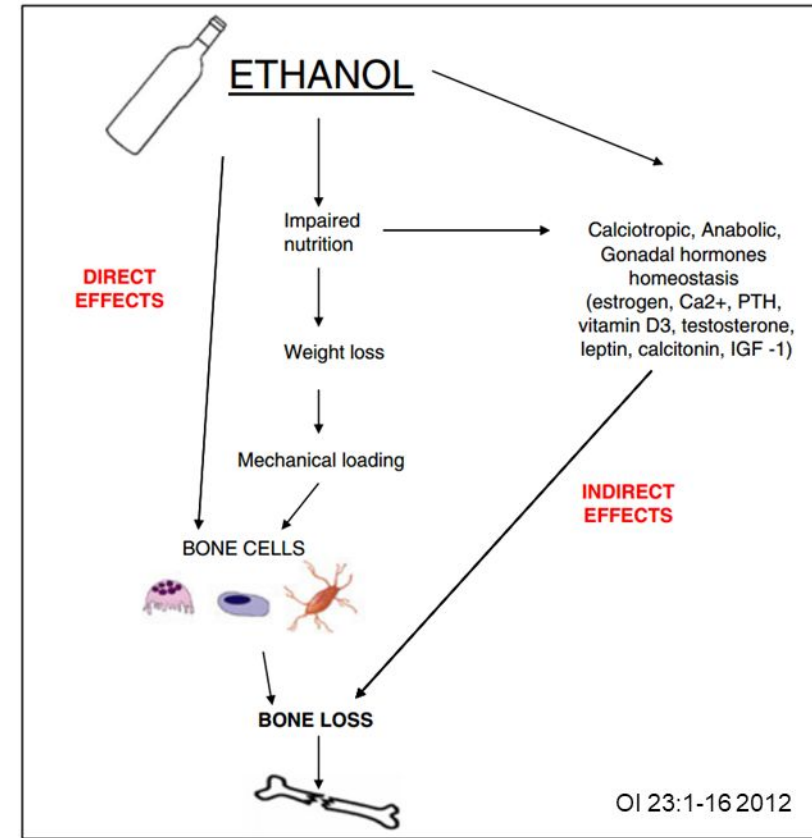 ETHANOL
Impaired
nutrition
Calciotropic, Anabolic,
Gonadal hormones
homeostasis
(estrogen, Ca2+, PTH,
vitamin D3, testosterone,
leptin, calcitonin, IGF -1)
DIRECT
EFFECTS
Weight loss
Mechanical loading
INDIRECT
EFFECTS
BONE CELLS
BONE LOSS
OI 23:1-16 2012